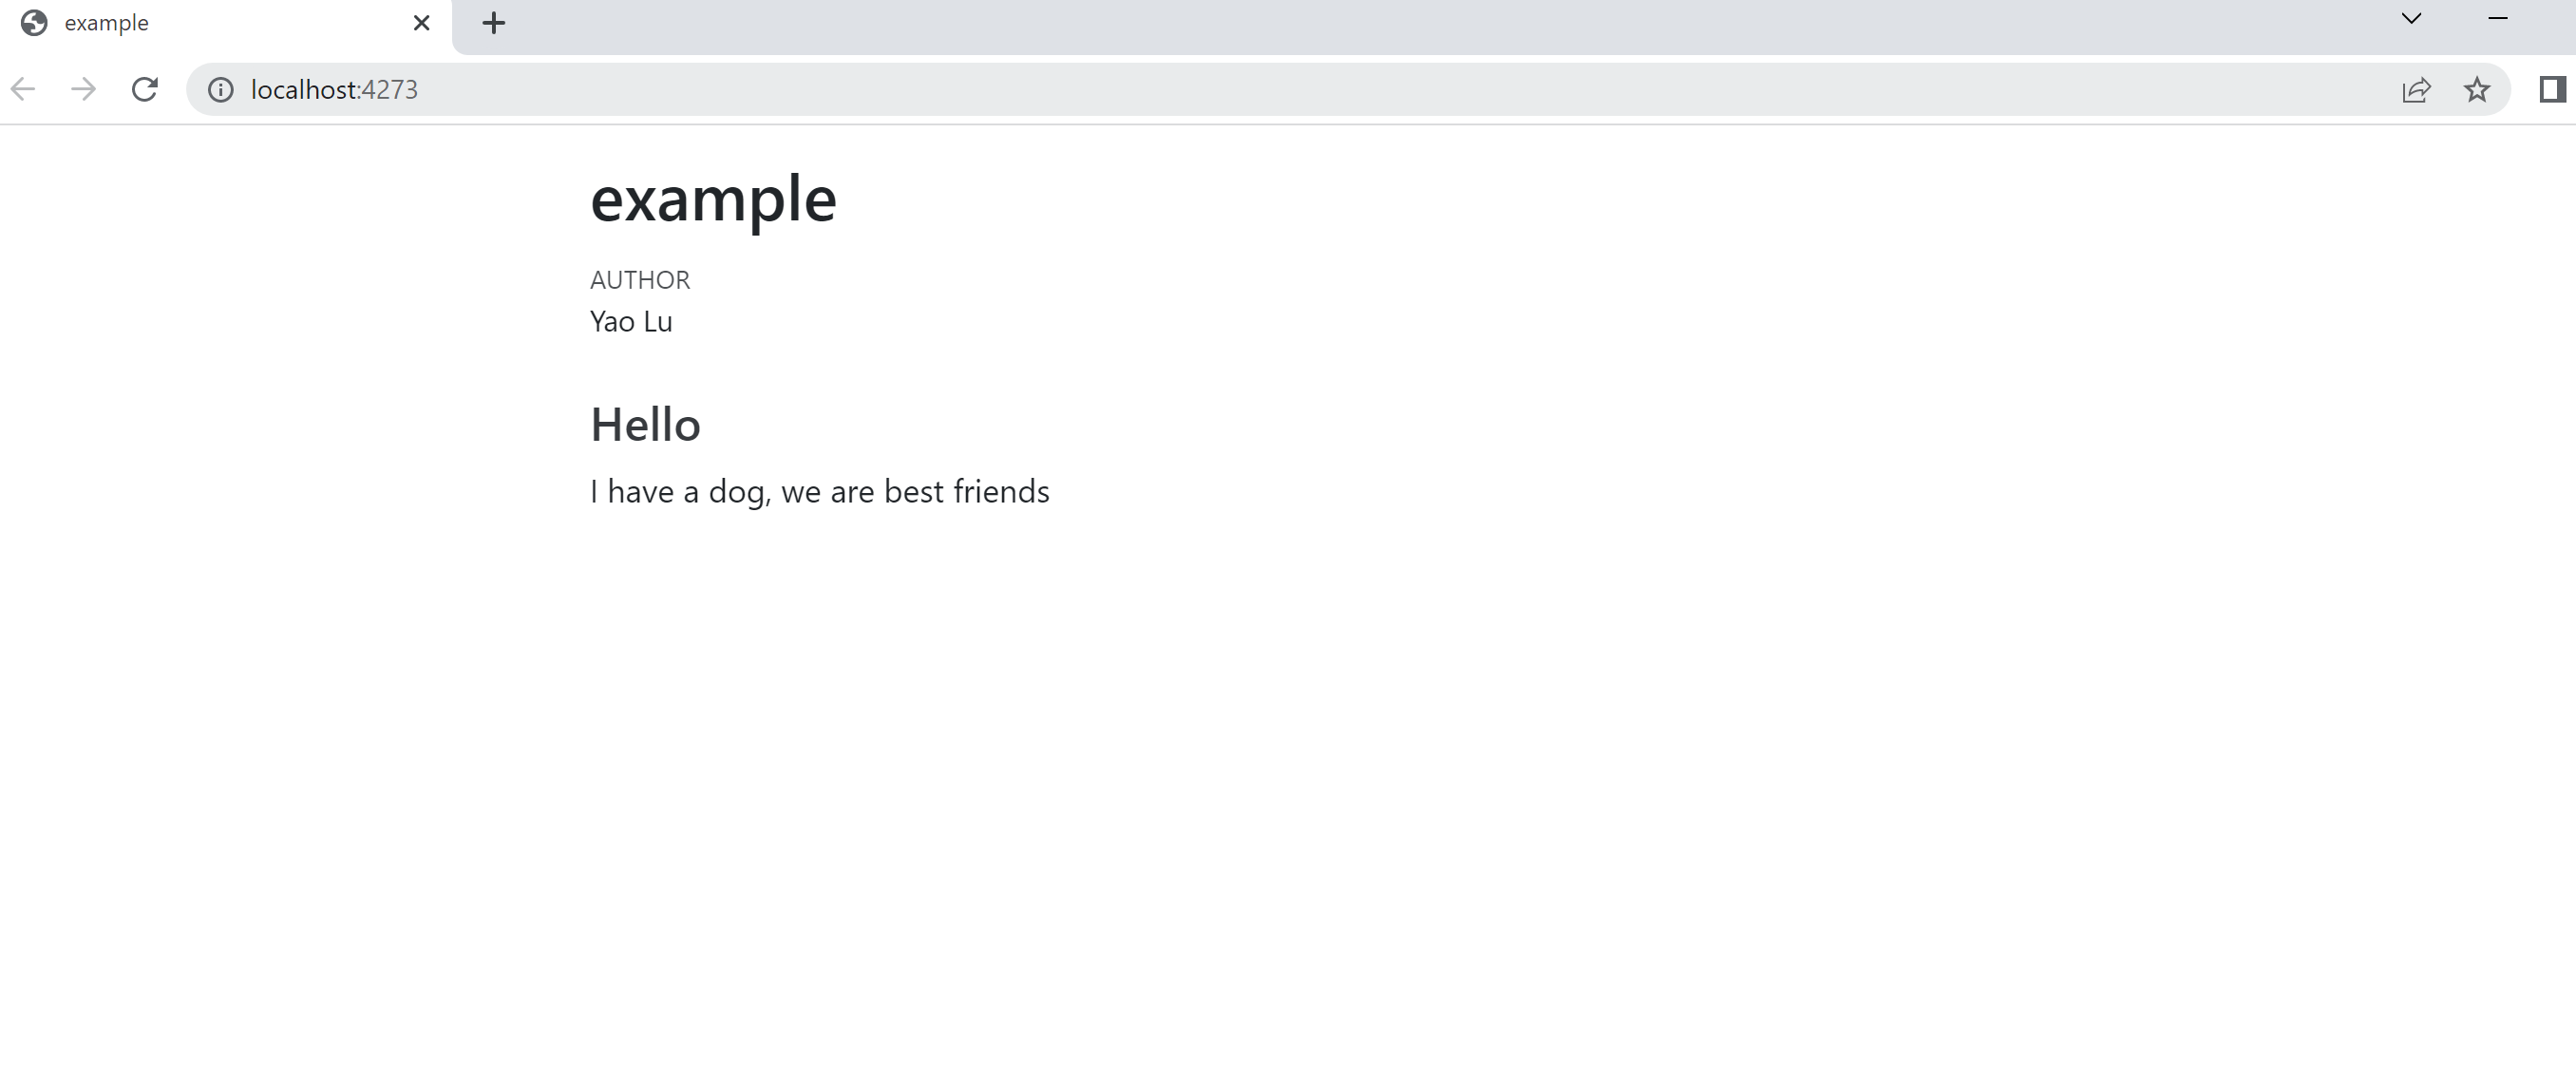 example
localhost:4273
example
AUTHOR
Yao Lu
Hello
I have a dog, we are best friends